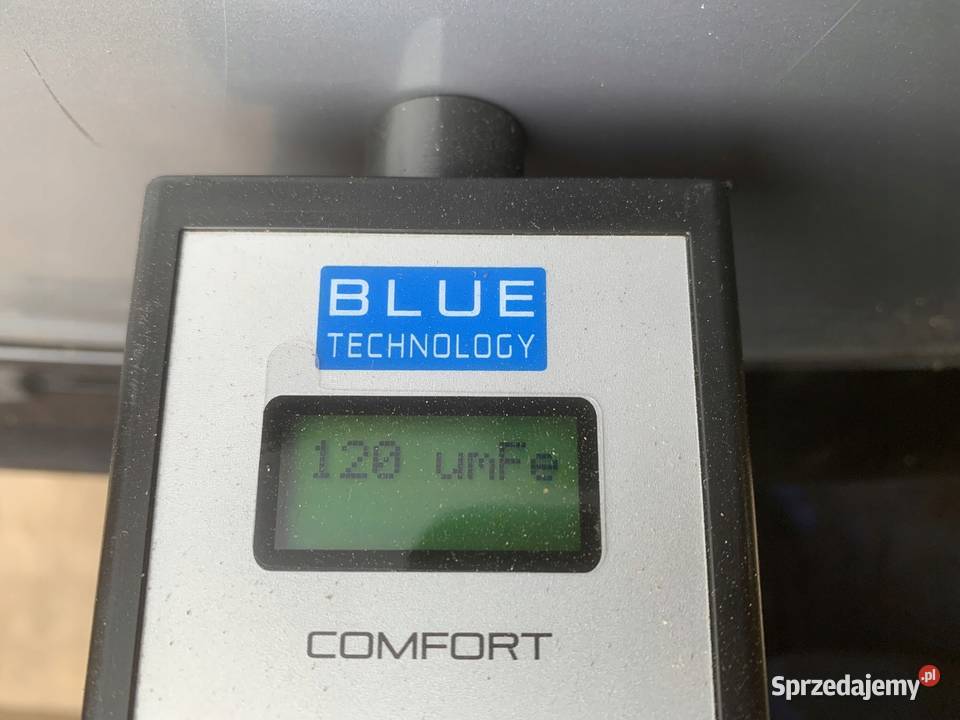 BLUE
TECHNOLOGY
120 umFe
COMFORT
Sprzedajemy.pl